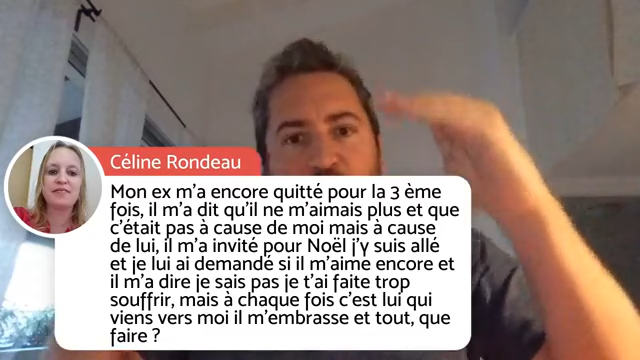 Céline Rondeau
Mon ex m'a encore quitté pour la 3 ème
fois, il m'a dit qu'il ne m'aimais plus et que
c'était pas à cause de moi mais à cause
de lui, il m'a invité pour Noël j'y suis allé
et je lui ai demandé si il m'aime encore et
il m'a dire je sais pas je t'ai faite trop
souffrir, mais à chaque fois c'est lui qui
viens vers moi il m'embrasse et tout, que
faire ?